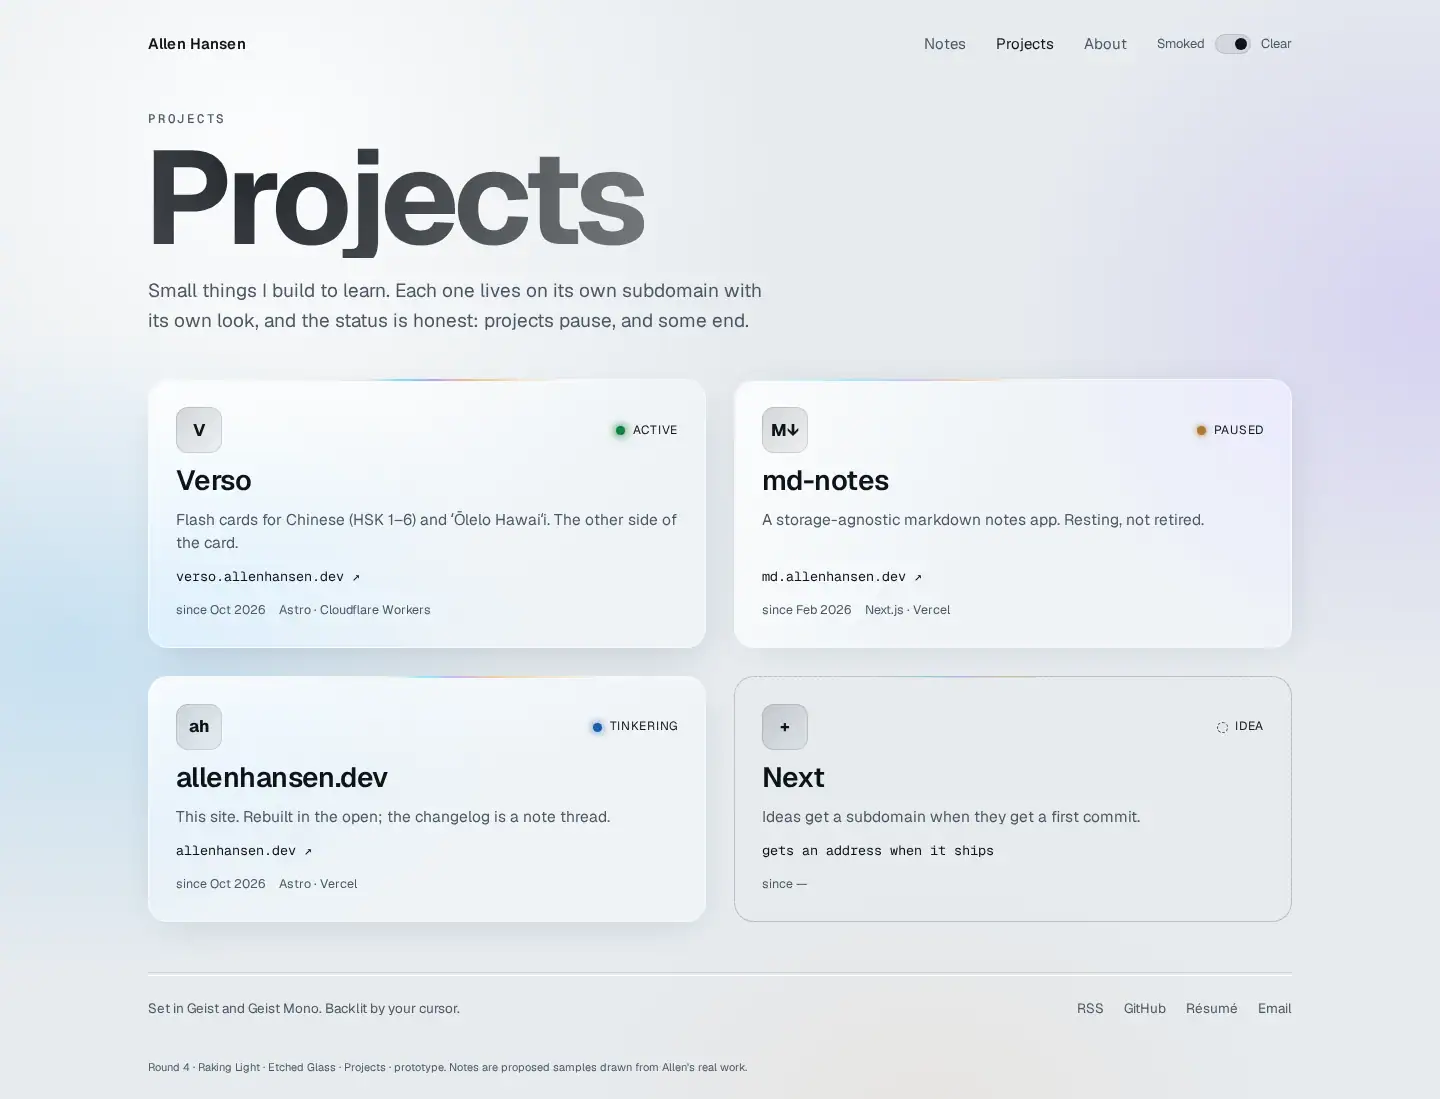 Allen Hansen
Notes Projects About Smoked Clear
PROJECTS
Projects
Small things I build to learn. Each one lives on its own subdomain with
its own look, and the status is honest: projects pause, and some end.
V
ACTIVE
Verso
Flash cards for Chinese (HSK 1–6) and ʻŌlelo Hawaiʻi. The other side of
the card.
verso.allenhansen.dev ↗
since Oct 2026 Astro · Cloudflare Workers
M↓
PAUSED
md-notes
A storage-agnostic markdown notes app. Resting, not retired.
md.allenhansen.dev ↗
since Feb 2026 Next.js · Vercel
ah
TINKERING
allenhansen.dev
This site. Rebuilt in the open; the changelog is a note thread.
allenhansen.dev ↗
since Oct 2026 Astro · Vercel
+
IDEA
Next
Ideas get a subdomain when they get a first commit.
gets an address when it ships
since —
Set in Geist and Geist Mono. Backlit by your cursor.
RSS GitHub Résumé Email
Round 4 · Raking Light · Etched Glass · Projects · prototype. Notes are proposed samples drawn from Allen's real work.